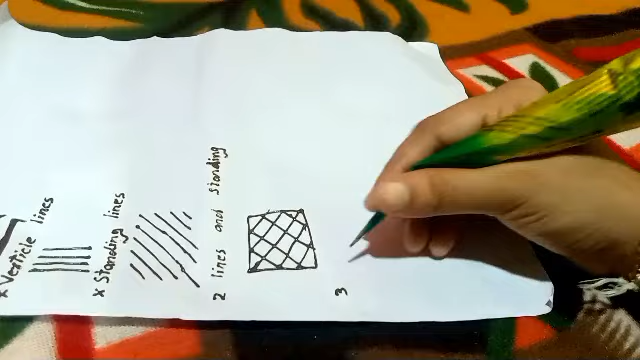 x Verticle lines
x Standing lines
2 lines and standing
3